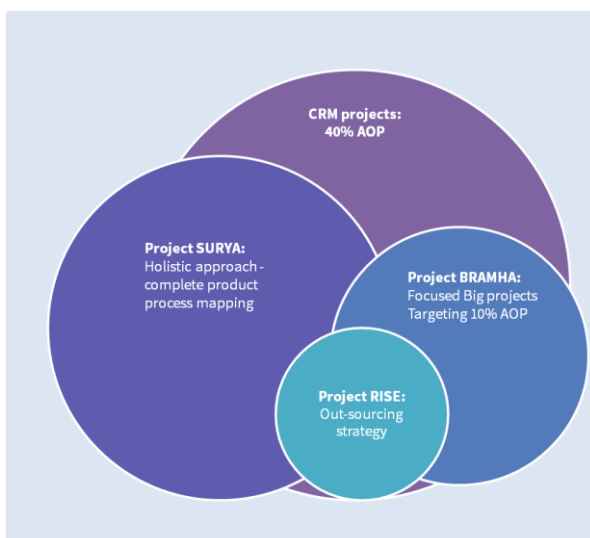 CRM projects:
40% AOP
Project SURYA:
Holistic approach-
complete product
process mapping
Project BRAMHA:
Focused Big projects
Targeting 10% AOP
Project RISE:
Out-sourcing
strategy